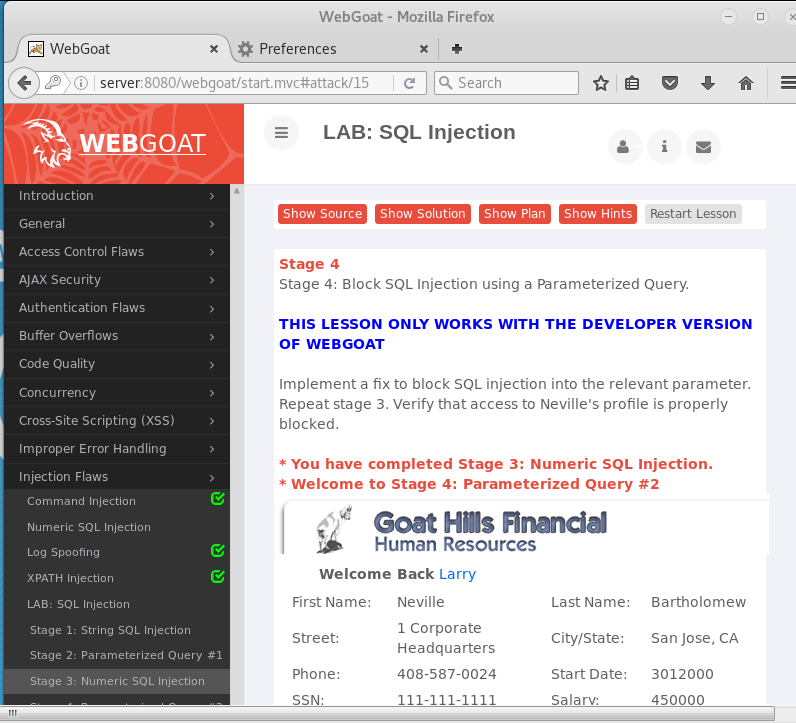 WebGoat - Mozilla Firefox
WebGoat
Preferences
server:8080/webgoat/start.mvc#attack/15
Search
WEBGOAT
LAB: SQL Injection
Introduction
General
Access Control Flaws
AJAX Security
Authentication Flaws
Buffer Overflows
Code Quality
Concurrency
Cross-Site Scripting (XSS)
Improper Error Handling
Injection Flaws
Command Injection
Numeric SQL Injection
Log Spoofing
XPATH Injection
LAB: SQL Injection
Stage 1: String SQL Injection
Stage 2: Parameterized Query #1
Stage 3: Numeric SQL Injection
Stage 4: Parameterized Query #2
Show Source Show Solution Show Plan Show Hints Restart Lesson
Stage 4
Stage 4: Block SQL Injection using a Parameterized Query.
THIS LESSON ONLY WORKS WITH THE DEVELOPER VERSION
OF WEBGOAT
Implement a fix to block SQL injection into the relevant parameter.
Repeat stage 3. Verify that access to Neville's profile is properly
blocked.
* You have completed Stage 3: Numeric SQL Injection.
* Welcome to Stage 4: Parameterized Query #2
Goat Hills Financial
Human Resources
Welcome Back Larry
First Name: Neville Last Name: Bartholomew
Street: 1 Corporate Headquarters City/State: San Jose, CA
Phone: 408-587-0024 Start Date: 3012000
SSN: 111-111-1111 Salary: 450000